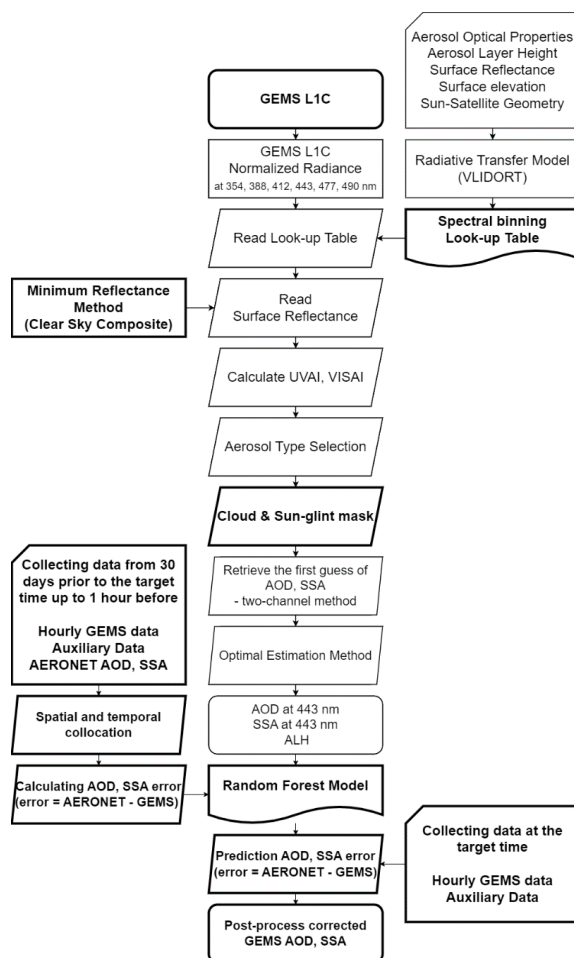 Aerosol Optical Properties
Aerosol Layer Height
Surface Reflectance
Surface elevation
Sun-Satellite Geometry
GEMS L1C
GEMS L1C
Normalized Radiance
at 354, 388, 412, 443, 477, 490 nm
Radiative Transfer Model
(VLIDORT)
Read Look-up Table
Spectral binning
Look-up Table
Minimum Reflectance
Method
(Clear Sky Composite)
Read
Surface Reflectance
Calculate UVAI, VISAI
Aerosol Type Selection
Cloud & Sun-glint mask
Collecting data from 30
days prior to the target
time up to 1 hour before
Hourly GEMS data
Auxiliary Data
AERONET AOD, SSA
Retrieve the first guess of
AOD, SSA
- two-channel method
Optimal Estimation Method
Spatial and temporal
collocation
AOD at 443 nm
SSA at 443 nm
ALH
Calculating AOD, SSA error
(error = AERONET - GEMS)
Random Forest Model
Collecting data at the
target time
Hourly GEMS data
Auxiliary Data
Prediction AOD, SSA error
(error = AERONET - GEMS)
Post-process corrected
GEMS AOD, SSA